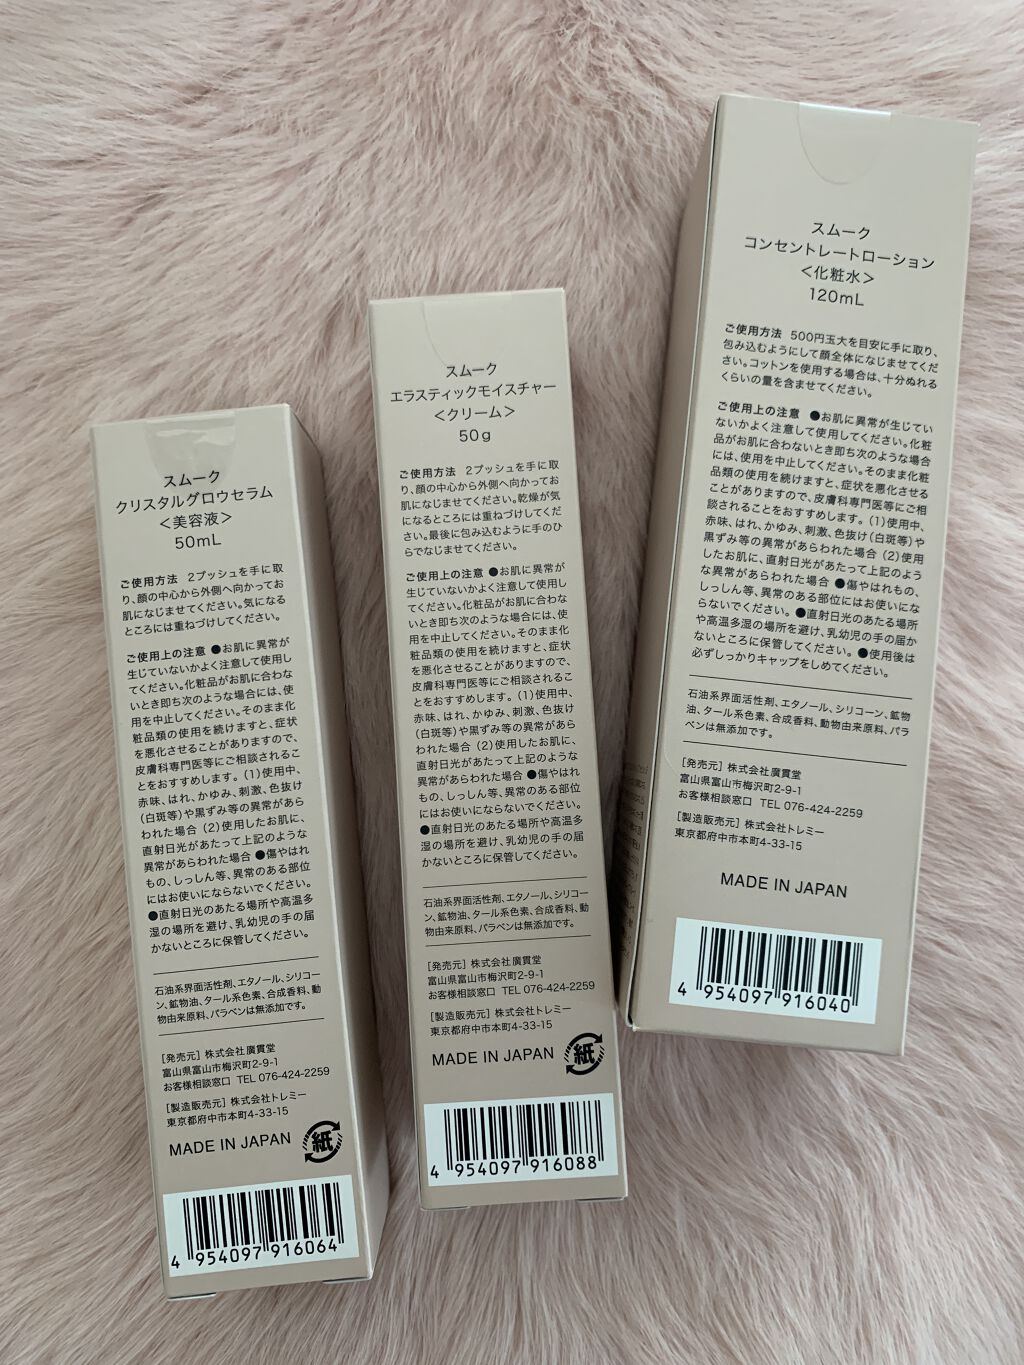 スムーク
クリスタルグロウセラム
＜美容液＞
50mL
ご使用方法 2プッシュを手に取
り、顔の中心から外側へ向かってお
肌になじませてください。気になる
ところには重ねづけしてください。
ご使用上の注意 ●お肌に異常が
生じていないかよく注意して使用し
てください。化粧品がお肌に合わな
いとき即ち次のような場合には、使
用を中止してください。そのまま化
粧品類の使用を続けますと、症状
を悪化させることがありますので、
皮膚科専門医等にご相談されるこ
とをおすすめします。(1)使用中、
赤味、はれ、かゆみ、刺激、色抜け
(白斑等)や黒ずみ等の異常があら
われた場合 (2)使用したお肌に、
直射日光があたって上記のような
異常があらわれた場合 ●傷やはれ
もの、しっしん等、異常のある部位
にはお使いにならないでください。
●直射日光のあたる場所や高温多
湿の場所を避け、乳幼児の手の届
かないところに保管してください。
石油系界面活性剤、エタノール、シリコー
ン、鉱物油、タール系色素、合成香料、動
物由来原料、パラベンは無添加です。
[発売元] 株式会社廣貫堂
富山県富山市梅沢町2-9-1
お客様相談窓口 TEL 076-424-2259
[製造販売元] 株式会社トレミー
東京都府中市本町4-33-15
MADE IN JAPAN
紙
4 954097 916064
スムーク
エラスティックモイスチャー
＜クリーム＞
50g
ご使用方法 2プッシュを手に取
り、顔の中心から外側へ向かってお
肌になじませてください。乾燥が気
になるところには重ねづけしてくだ
さい。最後に包み込むように手のひ
らでなじませてください。
ご使用上の注意 ●お肌に異常が
生じていないかよく注意して使用し
てください。化粧品がお肌に合わな
いとき即ち次のような場合には、使
用を中止してください。そのまま化
粧品類の使用を続けますと、症状
を悪化させることがありますので、
皮膚科専門医等にご相談されるこ
とをおすすめします。(1)使用中、
赤味、はれ、かゆみ、刺激、色抜け
(白斑等)や黒ずみ等の異常があら
われた場合 (2)使用したお肌に、
直射日光があたって上記のような
異常があらわれた場合 ●傷やはれ
もの、しっしん等、異常のある部位
にはお使いにならないでください。
●直射日光のあたる場所や高温多
湿の場所を避け、乳幼児の手の届
かないところに保管してください。
石油系界面活性剤、エタノール、シリコー
ン、鉱物油、タール系色素、合成香料、動
物由来原料、パラベンは無添加です。
[発売元] 株式会社廣貫堂
富山県富山市梅沢町2-9-1
お客様相談窓口 TEL 076-424-2259
[製造販売元] 株式会社トレミー
東京都府中市本町4-33-15
MADE IN JAPAN
紙
4 954097 916088
スムーク
コンセントレートローション
＜化粧水＞
120mL
ご使用方法 500円玉大を目安に手に取り、
包み込むようにして顔全体になじませてくだ
さい。コットンを使用する場合は、十分ぬれる
くらいの量を含ませてください。
ご使用上の注意 ●お肌に異常が生じてい
ないかよく注意して使用してください。化粧
品がお肌に合わないとき即ち次のような場合
には、使用を中止してください。そのまま化粧
品類の使用を続けますと、症状を悪化させる
ことがありますので、皮膚科専門医等にご相
談されることをおすすめします。(1)使用中、
赤味、はれ、かゆみ、刺激、色抜け(白斑等)や
黒ずみ等の異常があらわれた場合 (2)使用
したお肌に、直射日光があたって上記のよう
な異常があらわれた場合 ●傷やはれもの、
しっしん等、異常のある部位にはお使いにな
らないでください。●直射日光のあたる場所
や高温多湿の場所を避け、乳幼児の手の届か
ないところに保管してください。●使用後は
必ずしっかりキャップをしめてください。
石油系界面活性剤、エタノール、シリコーン、鉱物
油、タール系色素、合成香料、動物由来原料、パラ
ベンは無添加です。
[発売元] 株式会社廣貫堂
富山県富山市梅沢町2-9-1
お客様相談窓口 TEL 076-424-2259
[製造販売元] 株式会社トレミー
東京都府中市本町4-33-15
MADE IN JAPAN
4 954097 916040